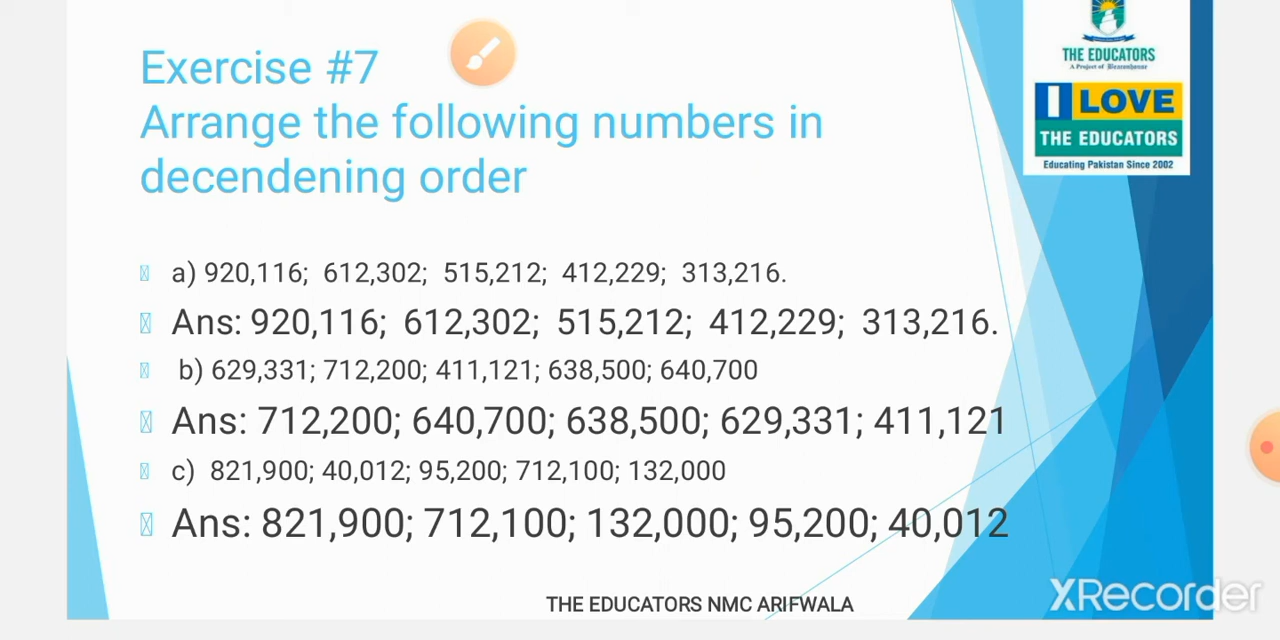 Exercise #7
Arrange the following numbers in
decendening order
THE EDUCATORS
A Project of Beaconhouse
I LOVE
THE EDUCATORS
Educating Pakistan Since 2002
a) 920,116; 612,302; 515,212; 412,229; 313,216.
Ans: 920,116; 612,302; 515,212; 412,229; 313,216.
b) 629,331; 712,200; 411,121; 638,500; 640,700
Ans: 712,200; 640,700; 638,500; 629,331; 411,121
c) 821,900; 40,012; 95,200; 712,100; 132,000
Ans: 821,900; 712,100; 132,000; 95,200; 40,012
THE EDUCATORS NMC ARIFWALA
XRecorder